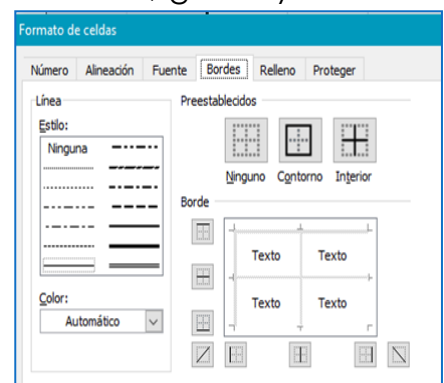 Formato de celdas
Número Alineación Fuente Bordes Relleno Proteger
Línea
Estilo:
Ninguna
Color:
Automático
Preestablecidos
Ninguno Contorno Interior
Borde
Texto Texto
Texto Texto